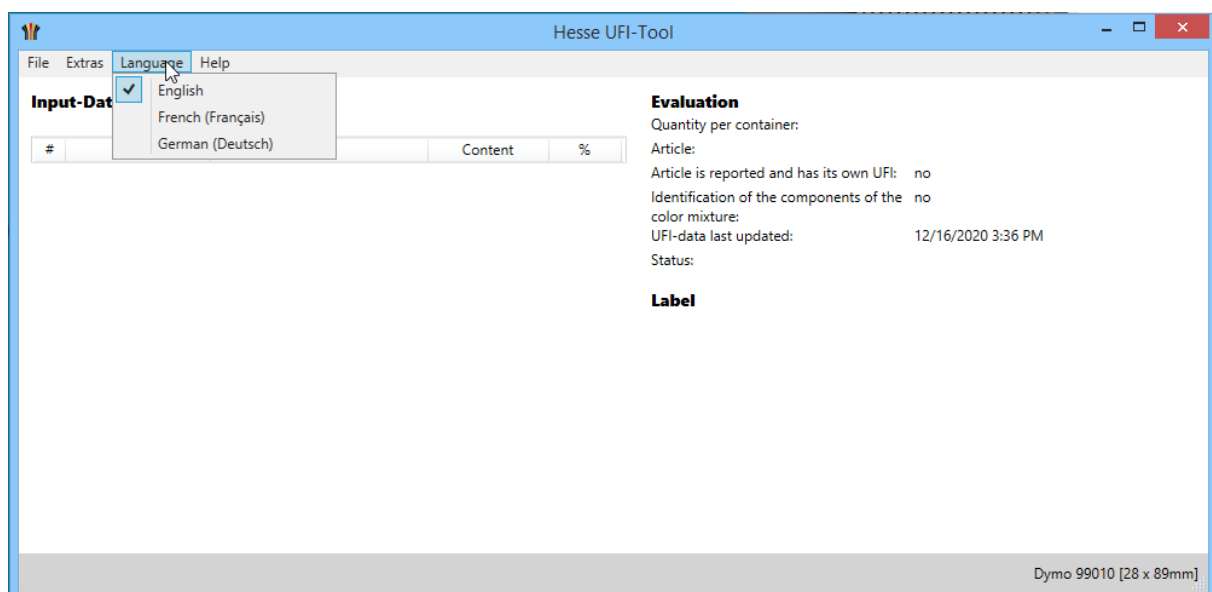 Hesse UFI-Tool
File Extras Language Help
English
French (Français)
German (Deutsch)
Input-Dat
# Content %
Evaluation
Quantity per container:
Article:
Article is reported and has its own UFI: no
Identification of the components of the no
color mixture:
UFI-data last updated: 12/16/2020 3:36 PM
Status:
Label
Dymo 99010 [28 x 89mm]